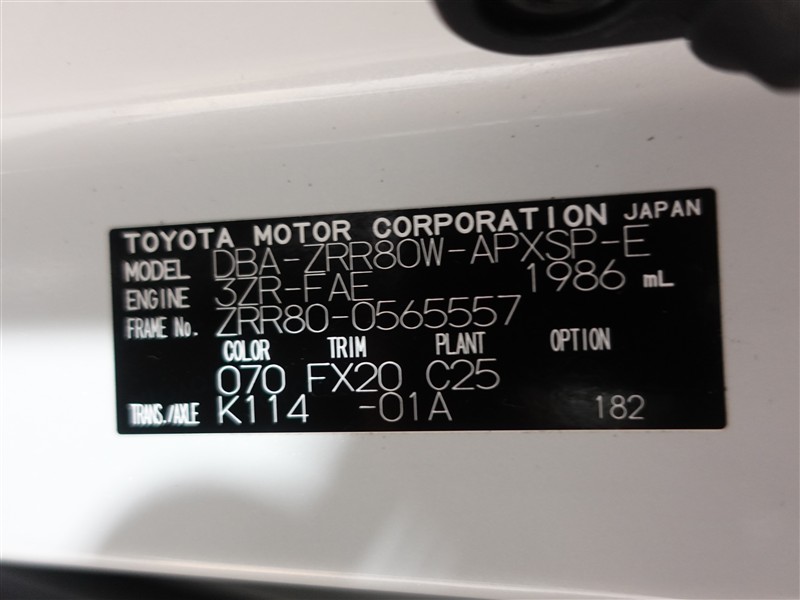 TOYOTA MOTOR CORPORATION JAPAN
MODEL DBA-ZRR80W-APXSP-E
ENGINE 3ZR-FAE 1986 mL
FRAME No. ZRR80-0565557
COLOR TRIM PLANT OPTION
070 FX20 C25
TRANS./AXLE K114 -01A 182